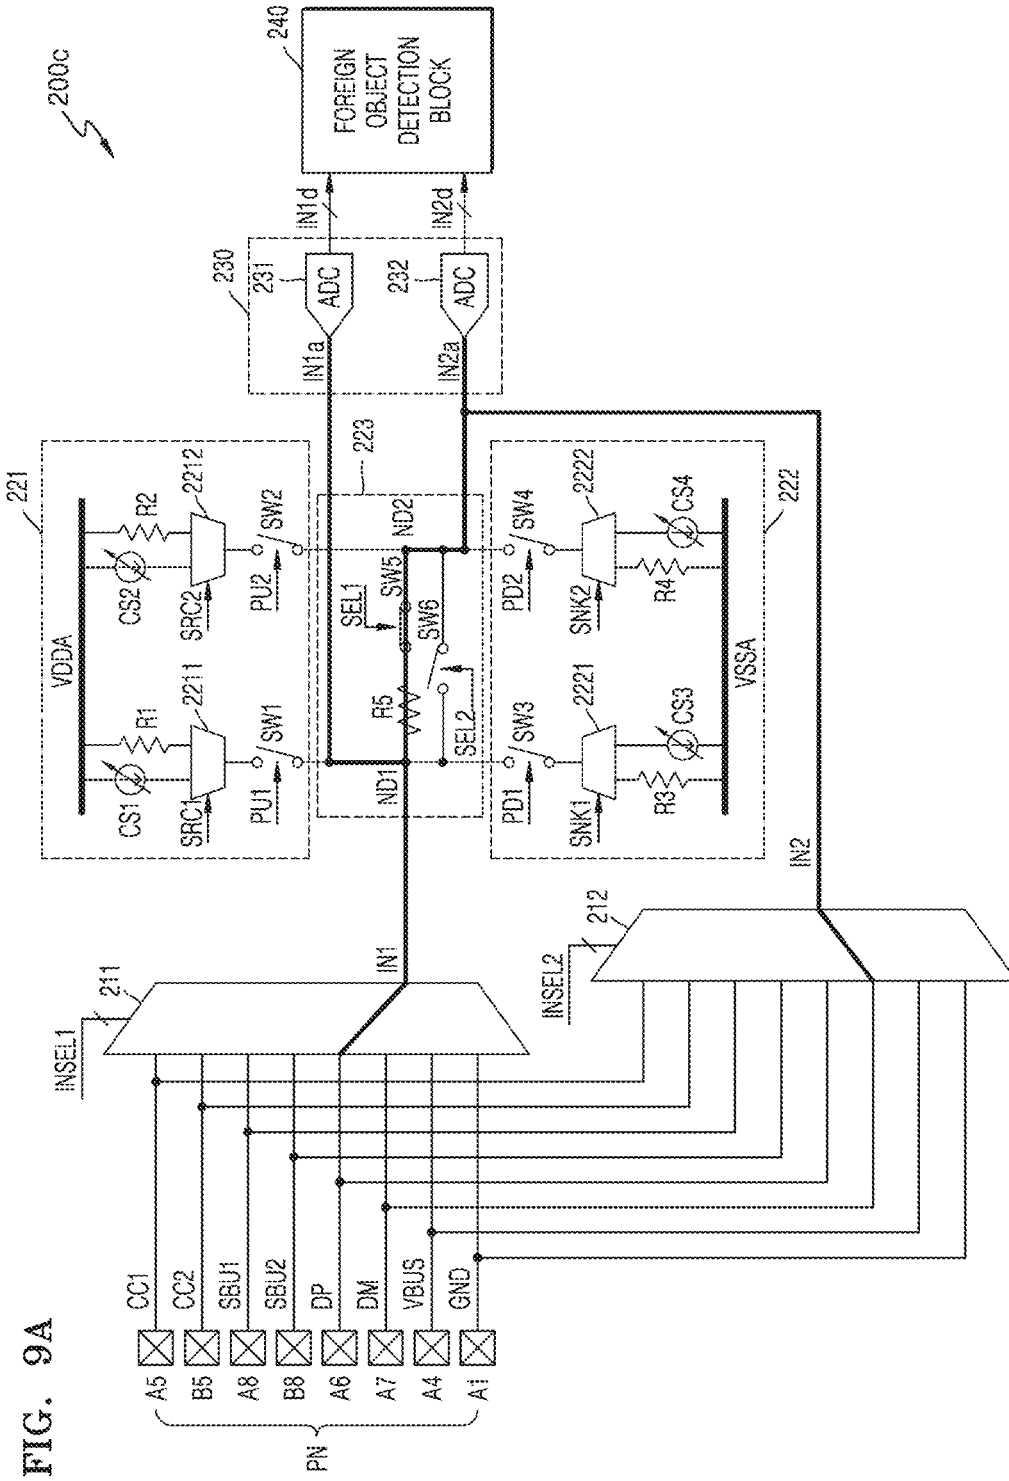 FIG. 9A
200c
PN
A5
B5
A8
B8
A6
A7
A4
A1
CC1
CC2
SBU1
SBU2
DP
DM
VBUS
GND
INSEL1
211
IN1
INSEL2
212
IN2
221
VDDA
CS1
R1
SRC1
2211
PU1
SW1
CS2
R2
SRC2
2212
PU2
SW2
223
ND1
R5
SEL1
SW5
SW6
SEL2
ND2
PD1
SW3
SNK1
2221
R3
CS3
PD2
SW4
SNK2
2222
R4
CS4
VSSA
222
230
IN1a
231
ADC
IN1d
IN2a
232
ADC
IN2d
240
FOREIGN
OBJECT
DETECTION
BLOCK